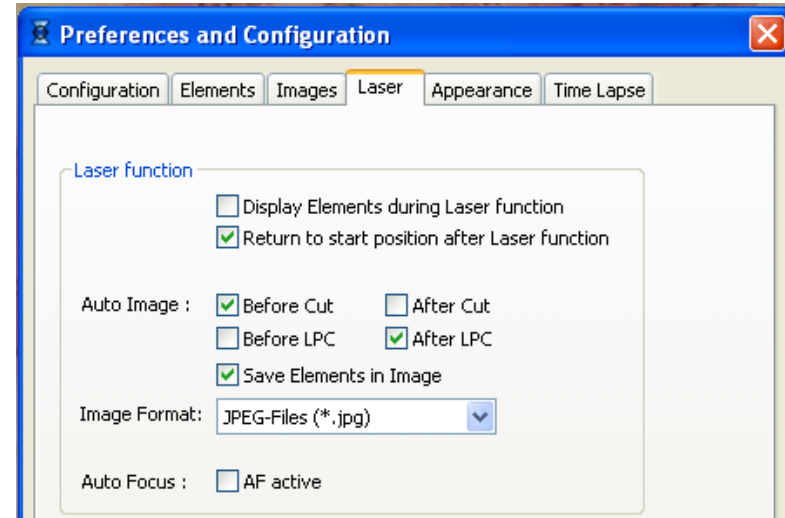 Preferences and Configuration
Configuration Elements Images Laser Appearance Time Lapse
Laser function
Display Elements during Laser function
Return to start position after Laser function
Auto Image : Before Cut After Cut
Before LPC After LPC
Save Elements in Image
Image Format: JPEG-Files (*.jpg)
Auto Focus : AF active